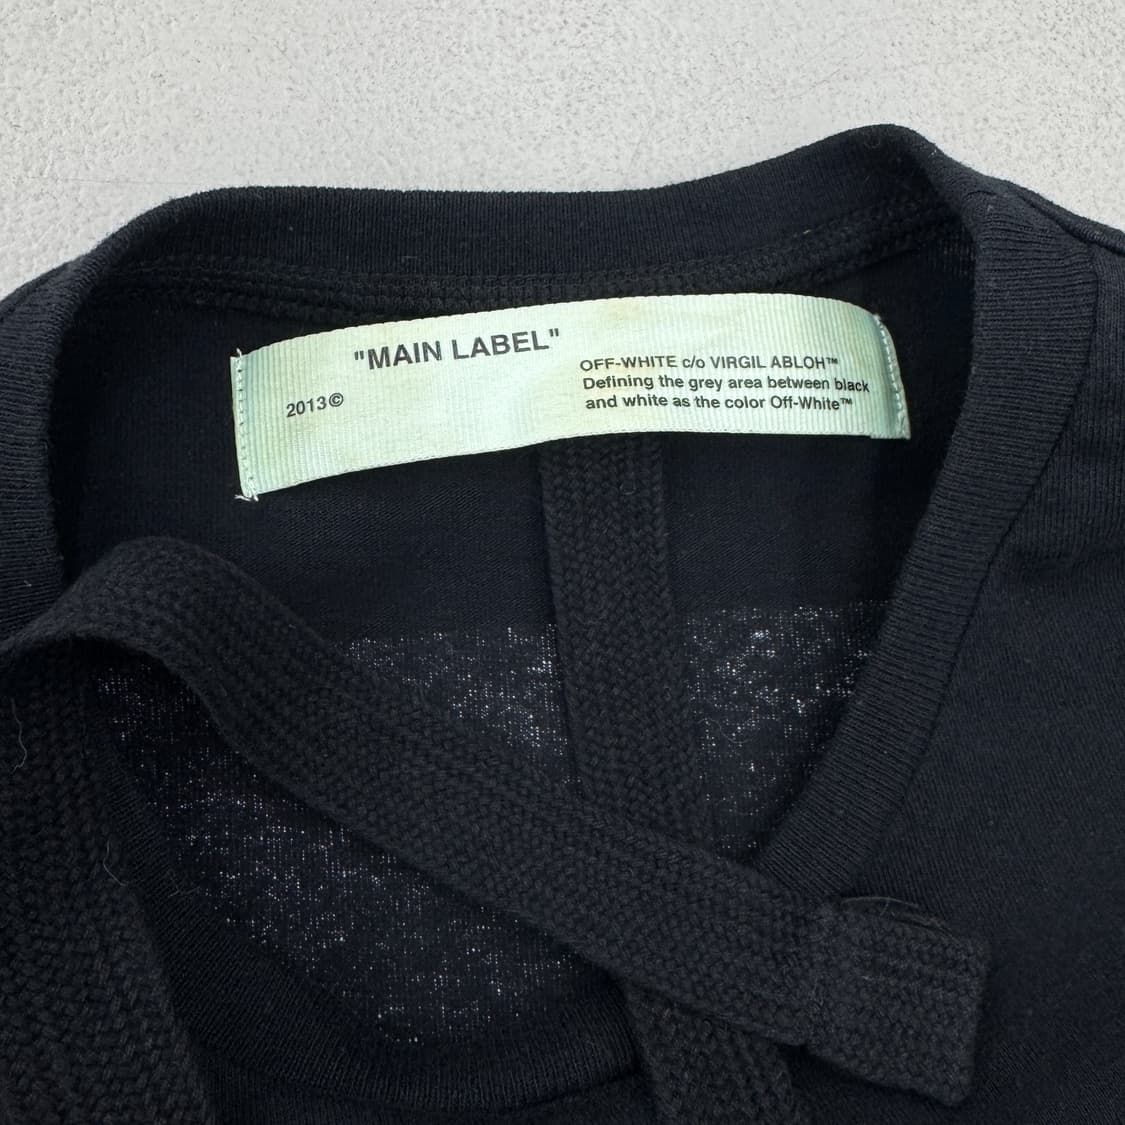 "MAIN LABEL"
2013©
OFF-WHITE c/o VIRGIL ABLOH™
Defining the grey area between black
and white as the color Off-White™